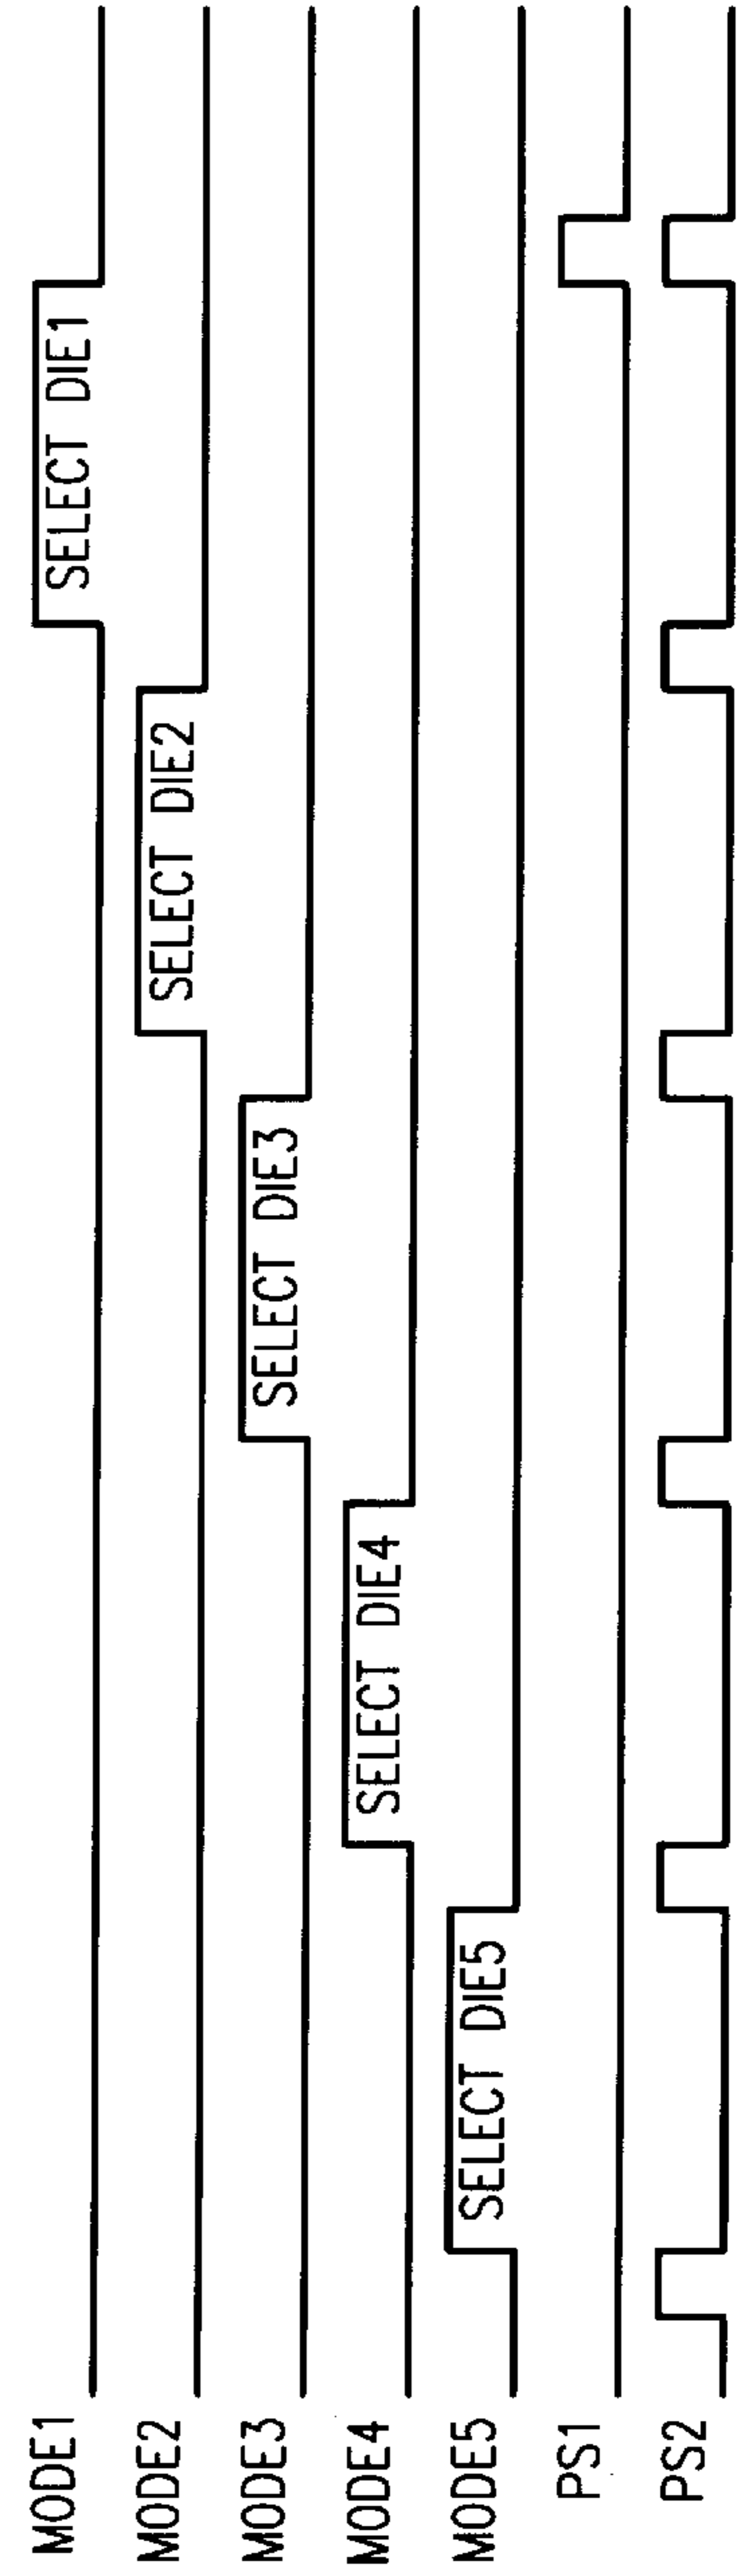 MODE1
SELECT DIE1
MODE2
SELECT DIE2
MODE3
SELECT DIE3
MODE4
SELECT DIE4
MODE5
SELECT DIE5
PS1
PS2